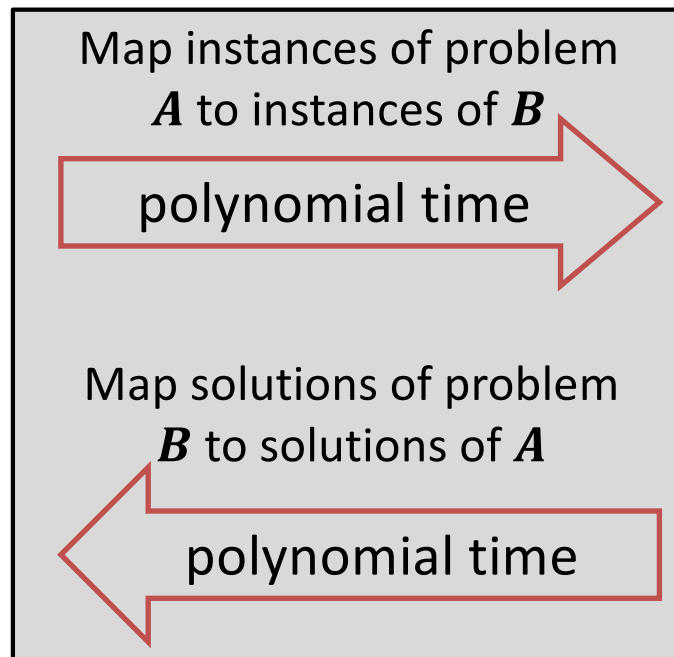 Map instances of problem
A to instances of B
polynomial time
Map solutions of problem
B to solutions of A
polynomial time